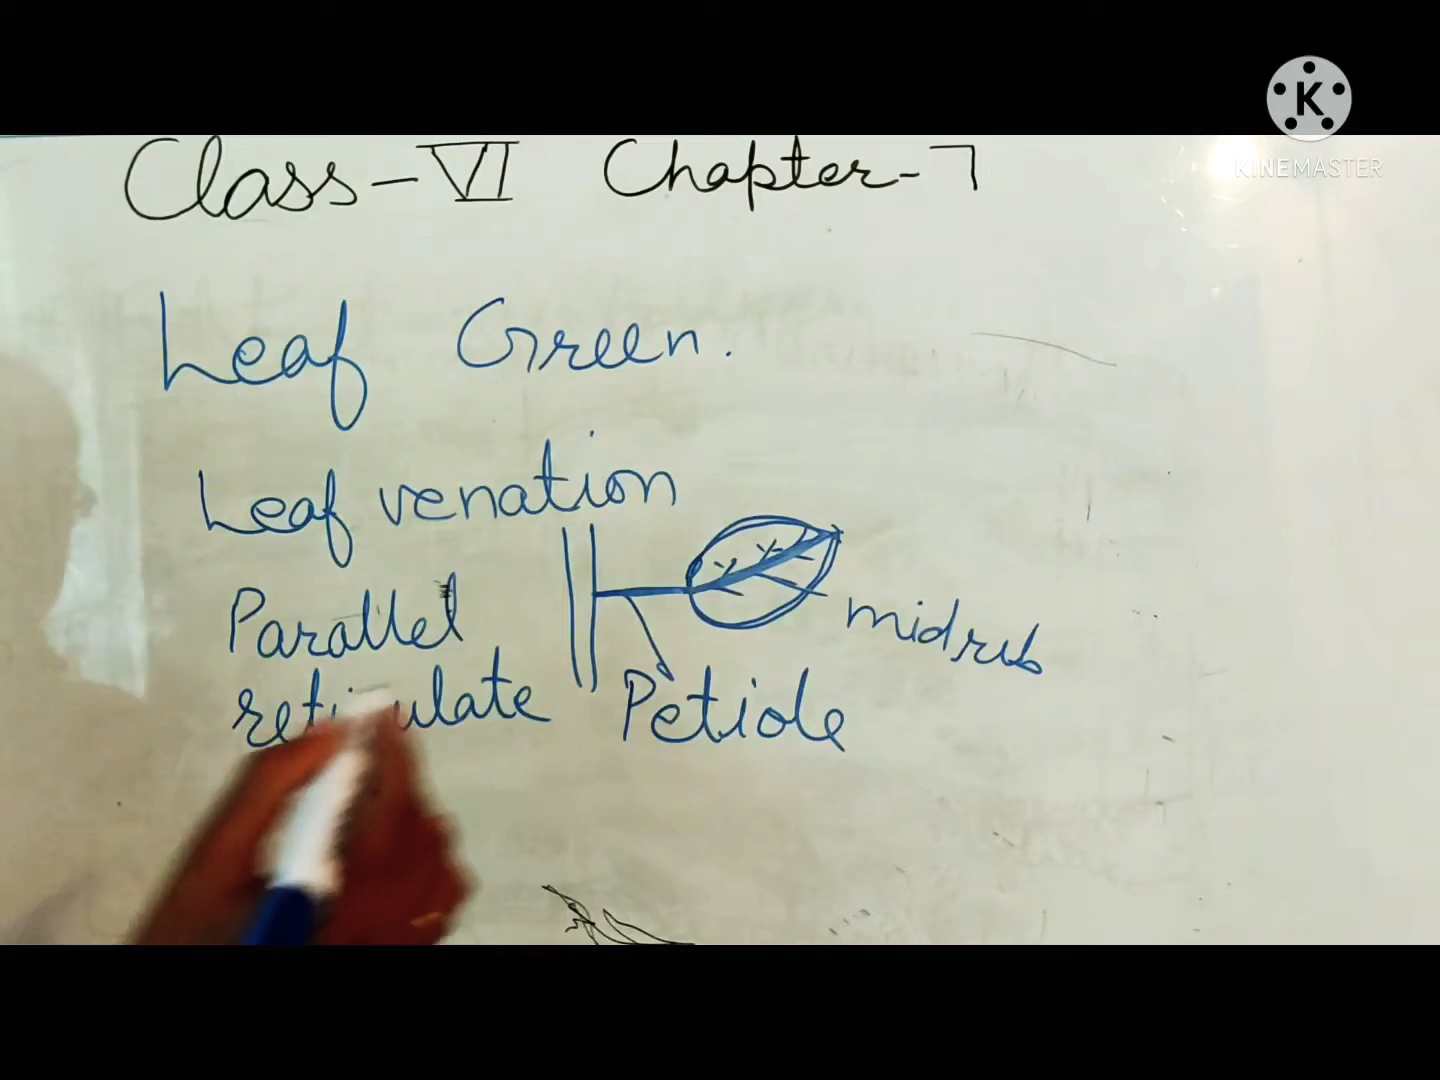 K
KINEMASTER
Class-VI Chapter-7
Leaf Green.
Leaf venation
Parallel
midrib
Petiole